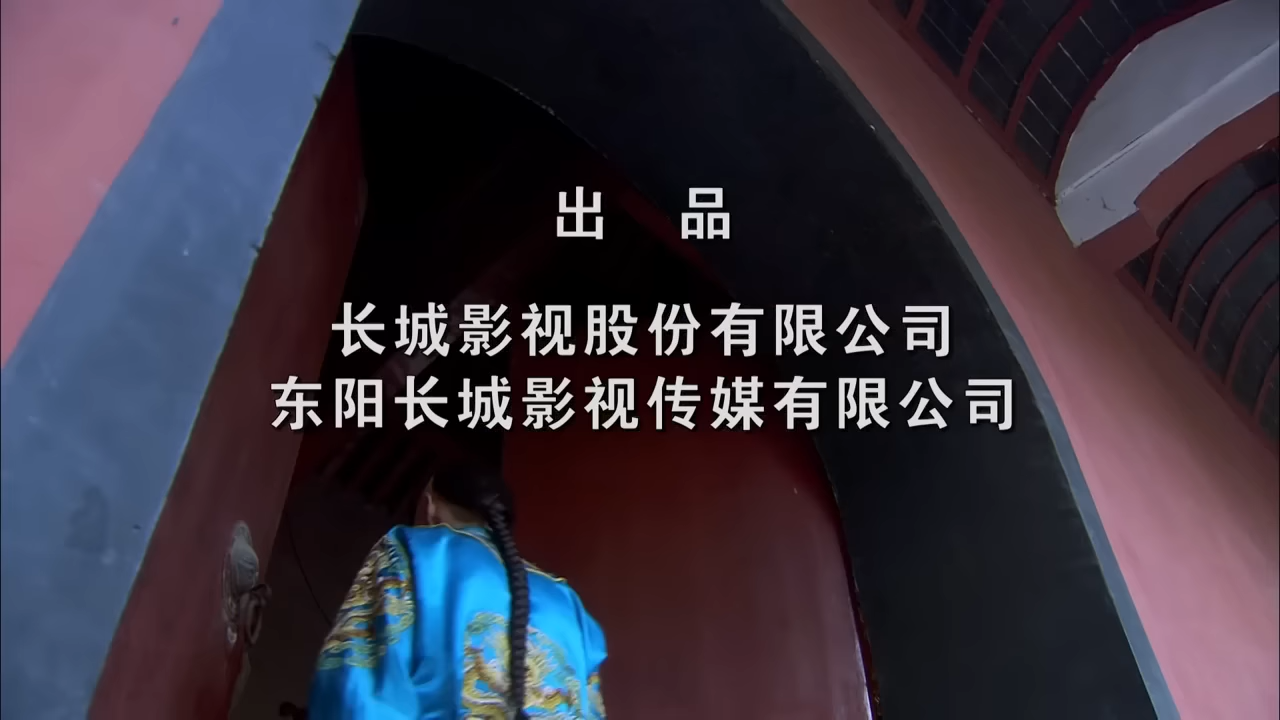 出 品
长城影视股份有限公司
东阳长城影视传媒有限公司